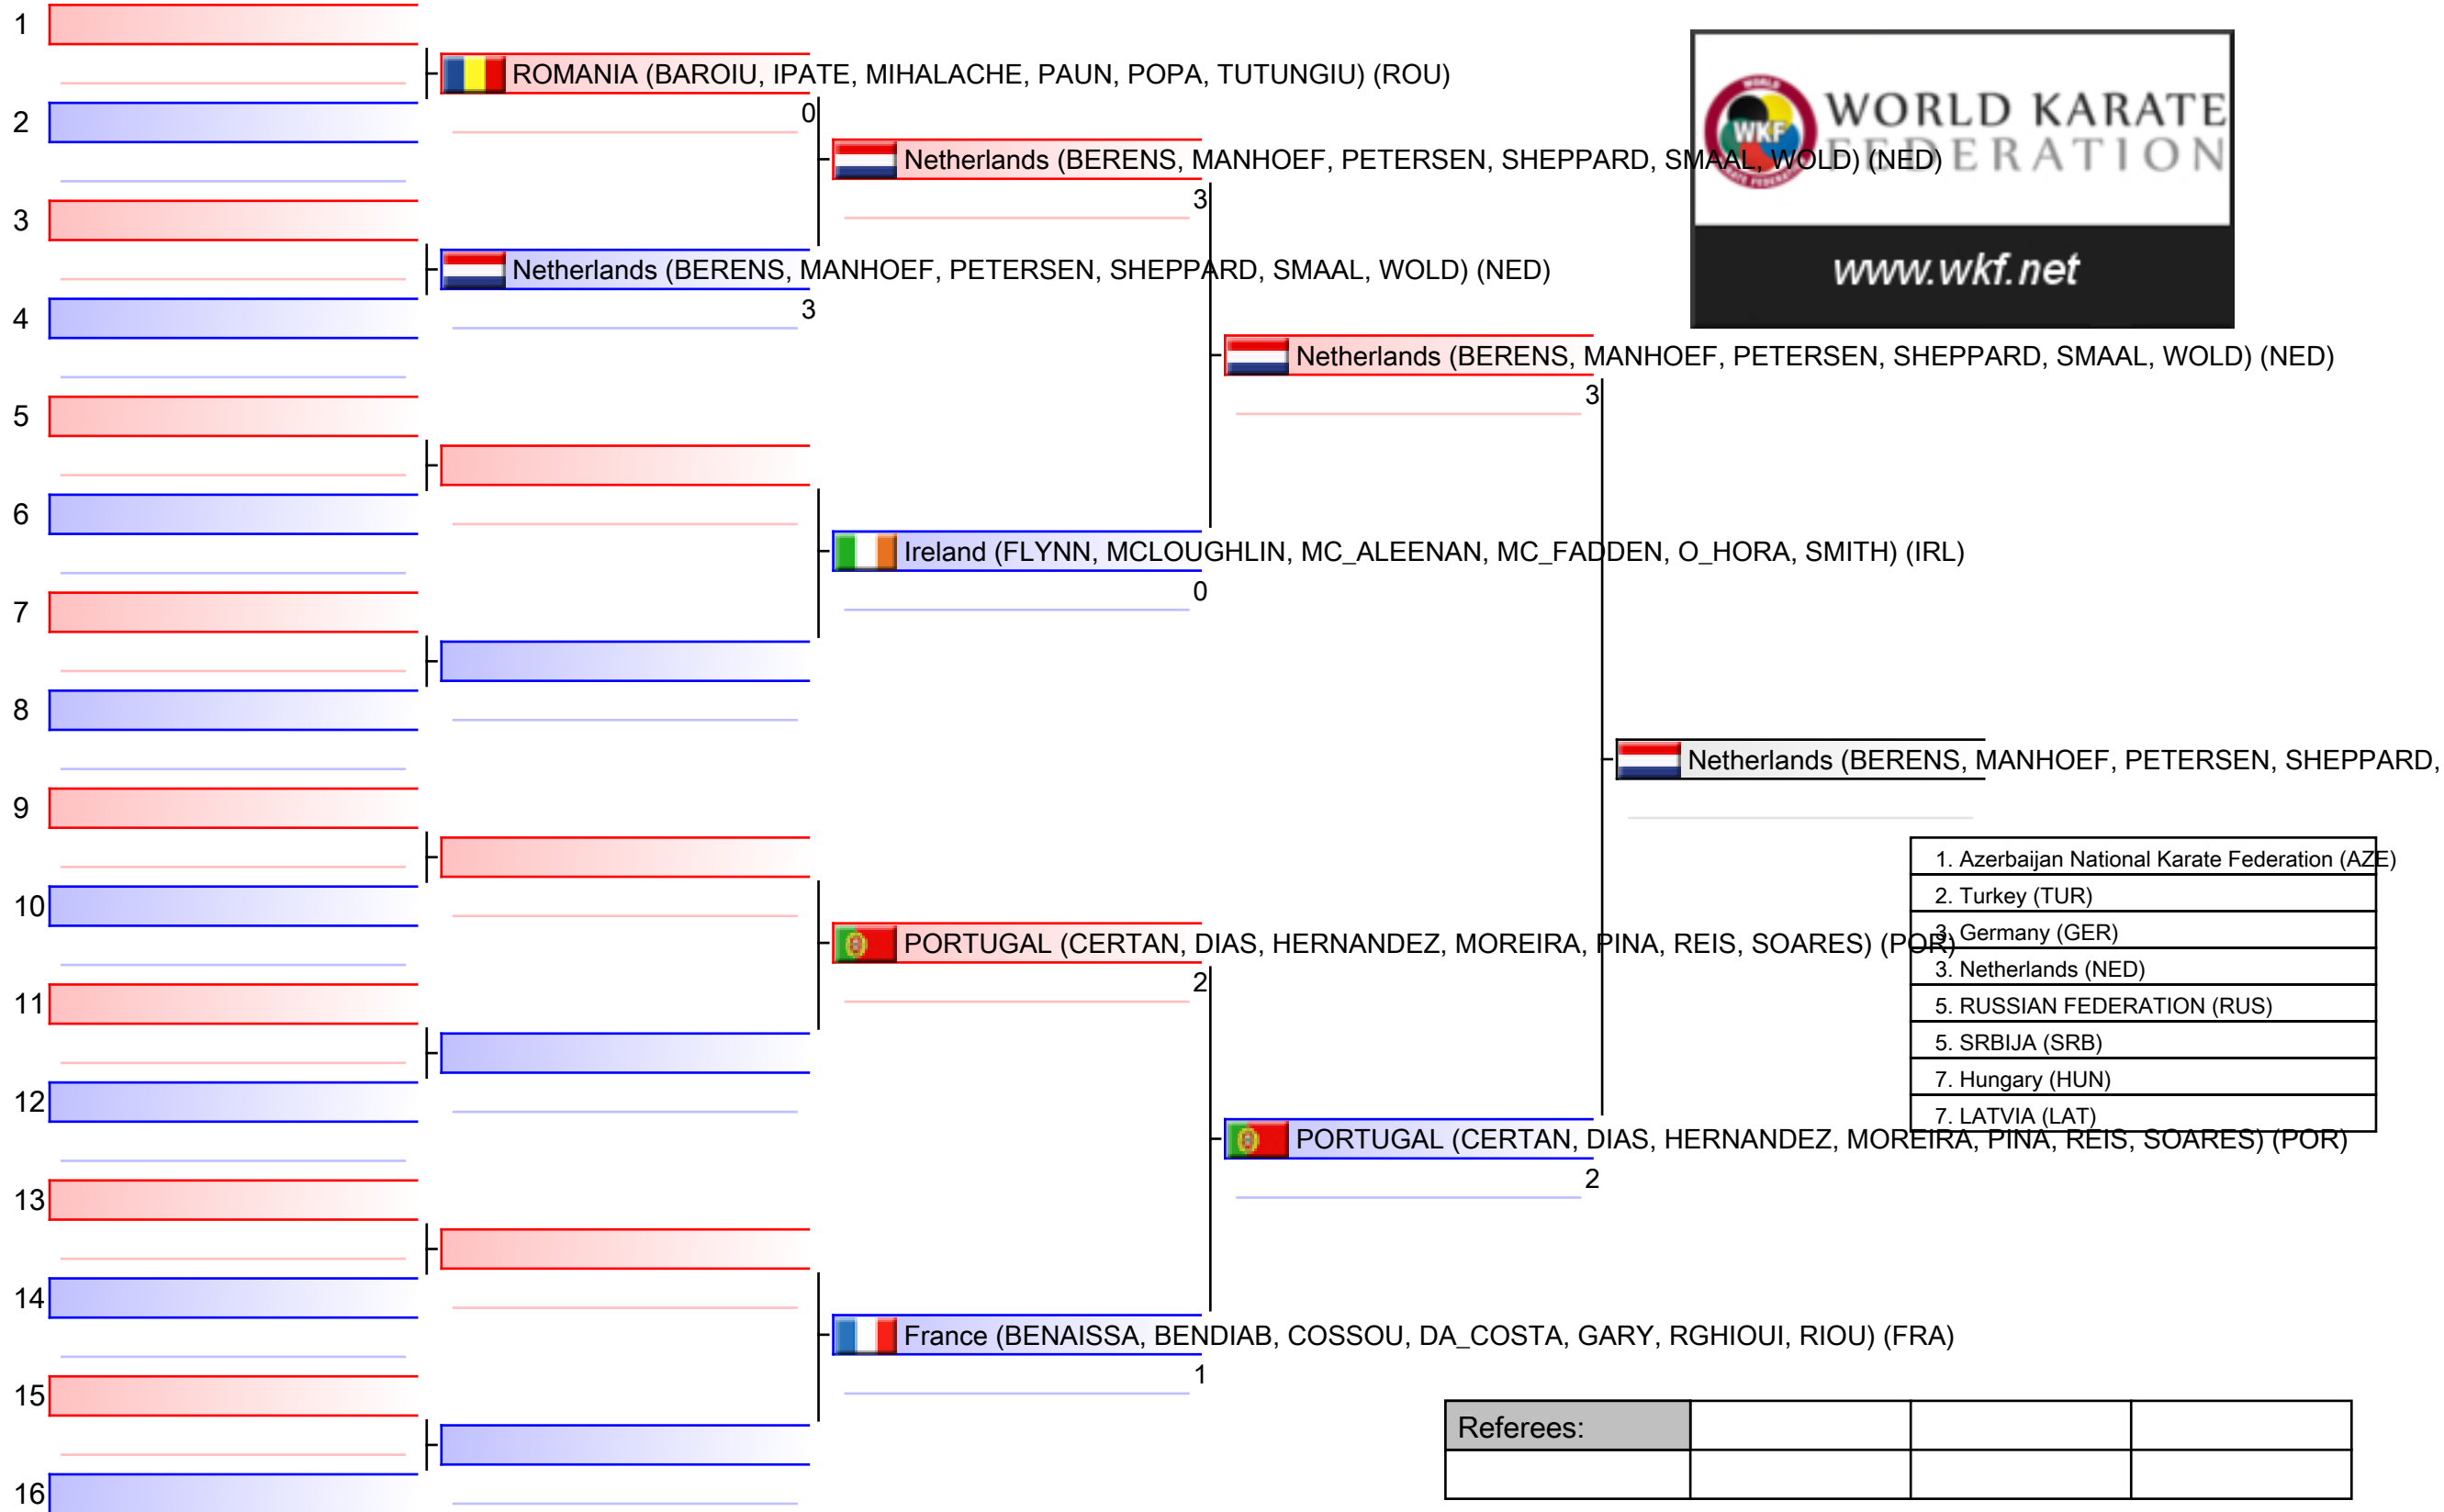 1
ROMANIA (BAROIU, IPATE, MIHALACHE, PAUN, POPA, TUTUNGIU) (ROU)
0
2
WORLD KARATE
FEDERATION
WORLD
WKF
KARATE FEDERATION
www.wkf.net
Netherlands (BERENS, MANHOEF, PETERSEN, SHEPPARD, SMAAL, WOLD) (NED)
3
3
Netherlands (BERENS, MANHOEF, PETERSEN, SHEPPARD, SMAAL, WOLD) (NED)
3
4
Netherlands (BERENS, MANHOEF, PETERSEN, SHEPPARD, SMAAL, WOLD) (NED)
3
5
6
Ireland (FLYNN, MCLOUGHLIN, MC_ALEENAN, MC_FADDEN, O_HORA, SMITH) (IRL)
0
7
8
Netherlands (BERENS, MANHOEF, PETERSEN, SHEPPARD,
9
1. Azerbaijan National Karate Federation (AZE)
2. Turkey (TUR)
3. Germany (GER)
3. Netherlands (NED)
5. RUSSIAN FEDERATION (RUS)
5. SRBIJA (SRB)
7. Hungary (HUN)
7. LATVIA (LAT)
10
PORTUGAL (CERTAN, DIAS, HERNANDEZ, MOREIRA, PINA, REIS, SOARES) (POR)
2
11
12
PORTUGAL (CERTAN, DIAS, HERNANDEZ, MOREIRA, PINA, REIS, SOARES) (POR)
2
13
14
France (BENAISSA, BENDIAB, COSSOU, DA_COSTA, GARY, RGHIOUI, RIOU) (FRA)
1
15
Referees:
16